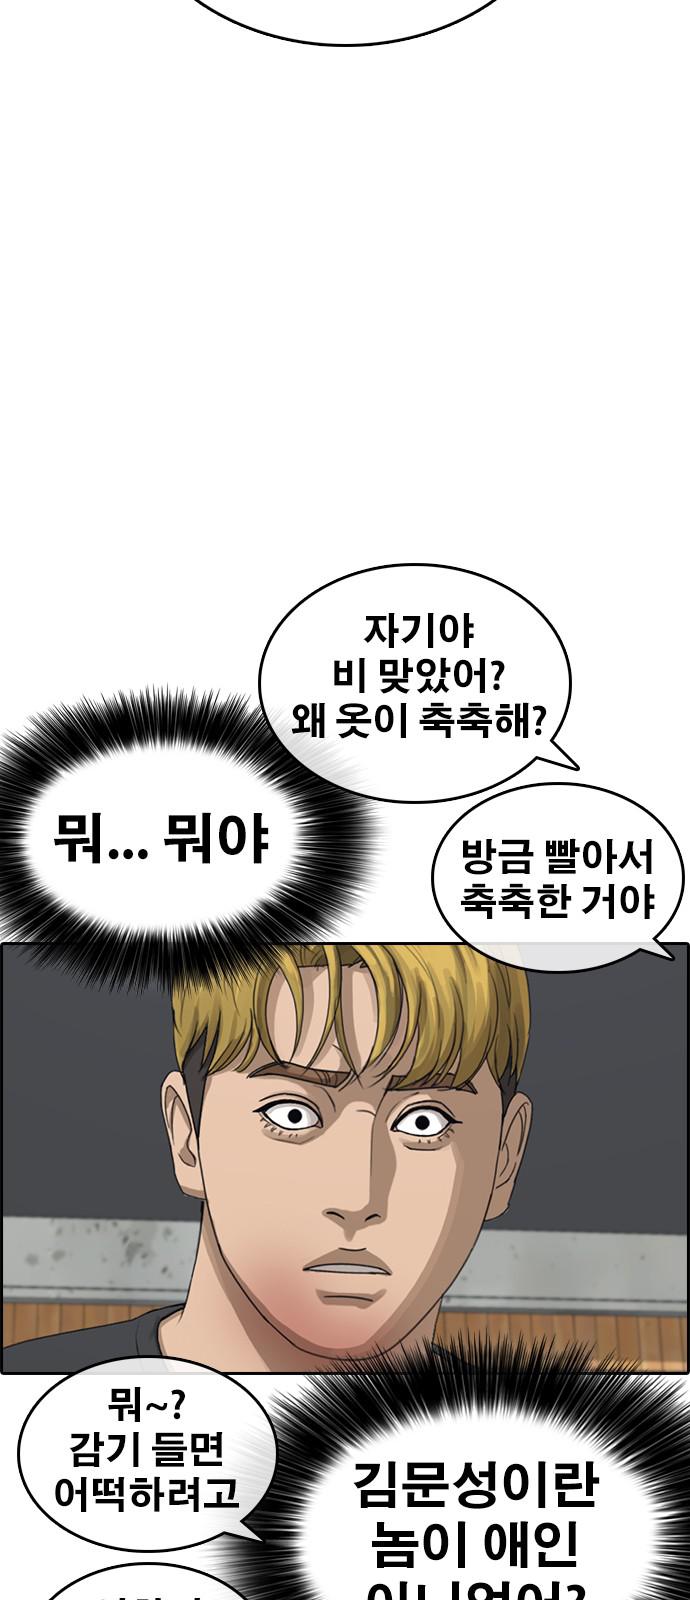 자기야
비 맞았어?
왜 옷이 축축해?
뭐... 뭐야
방금 빨아서
축축한 거야
뭐~?
감기 들면
어떡하려고
김문성이란
놈이 애인